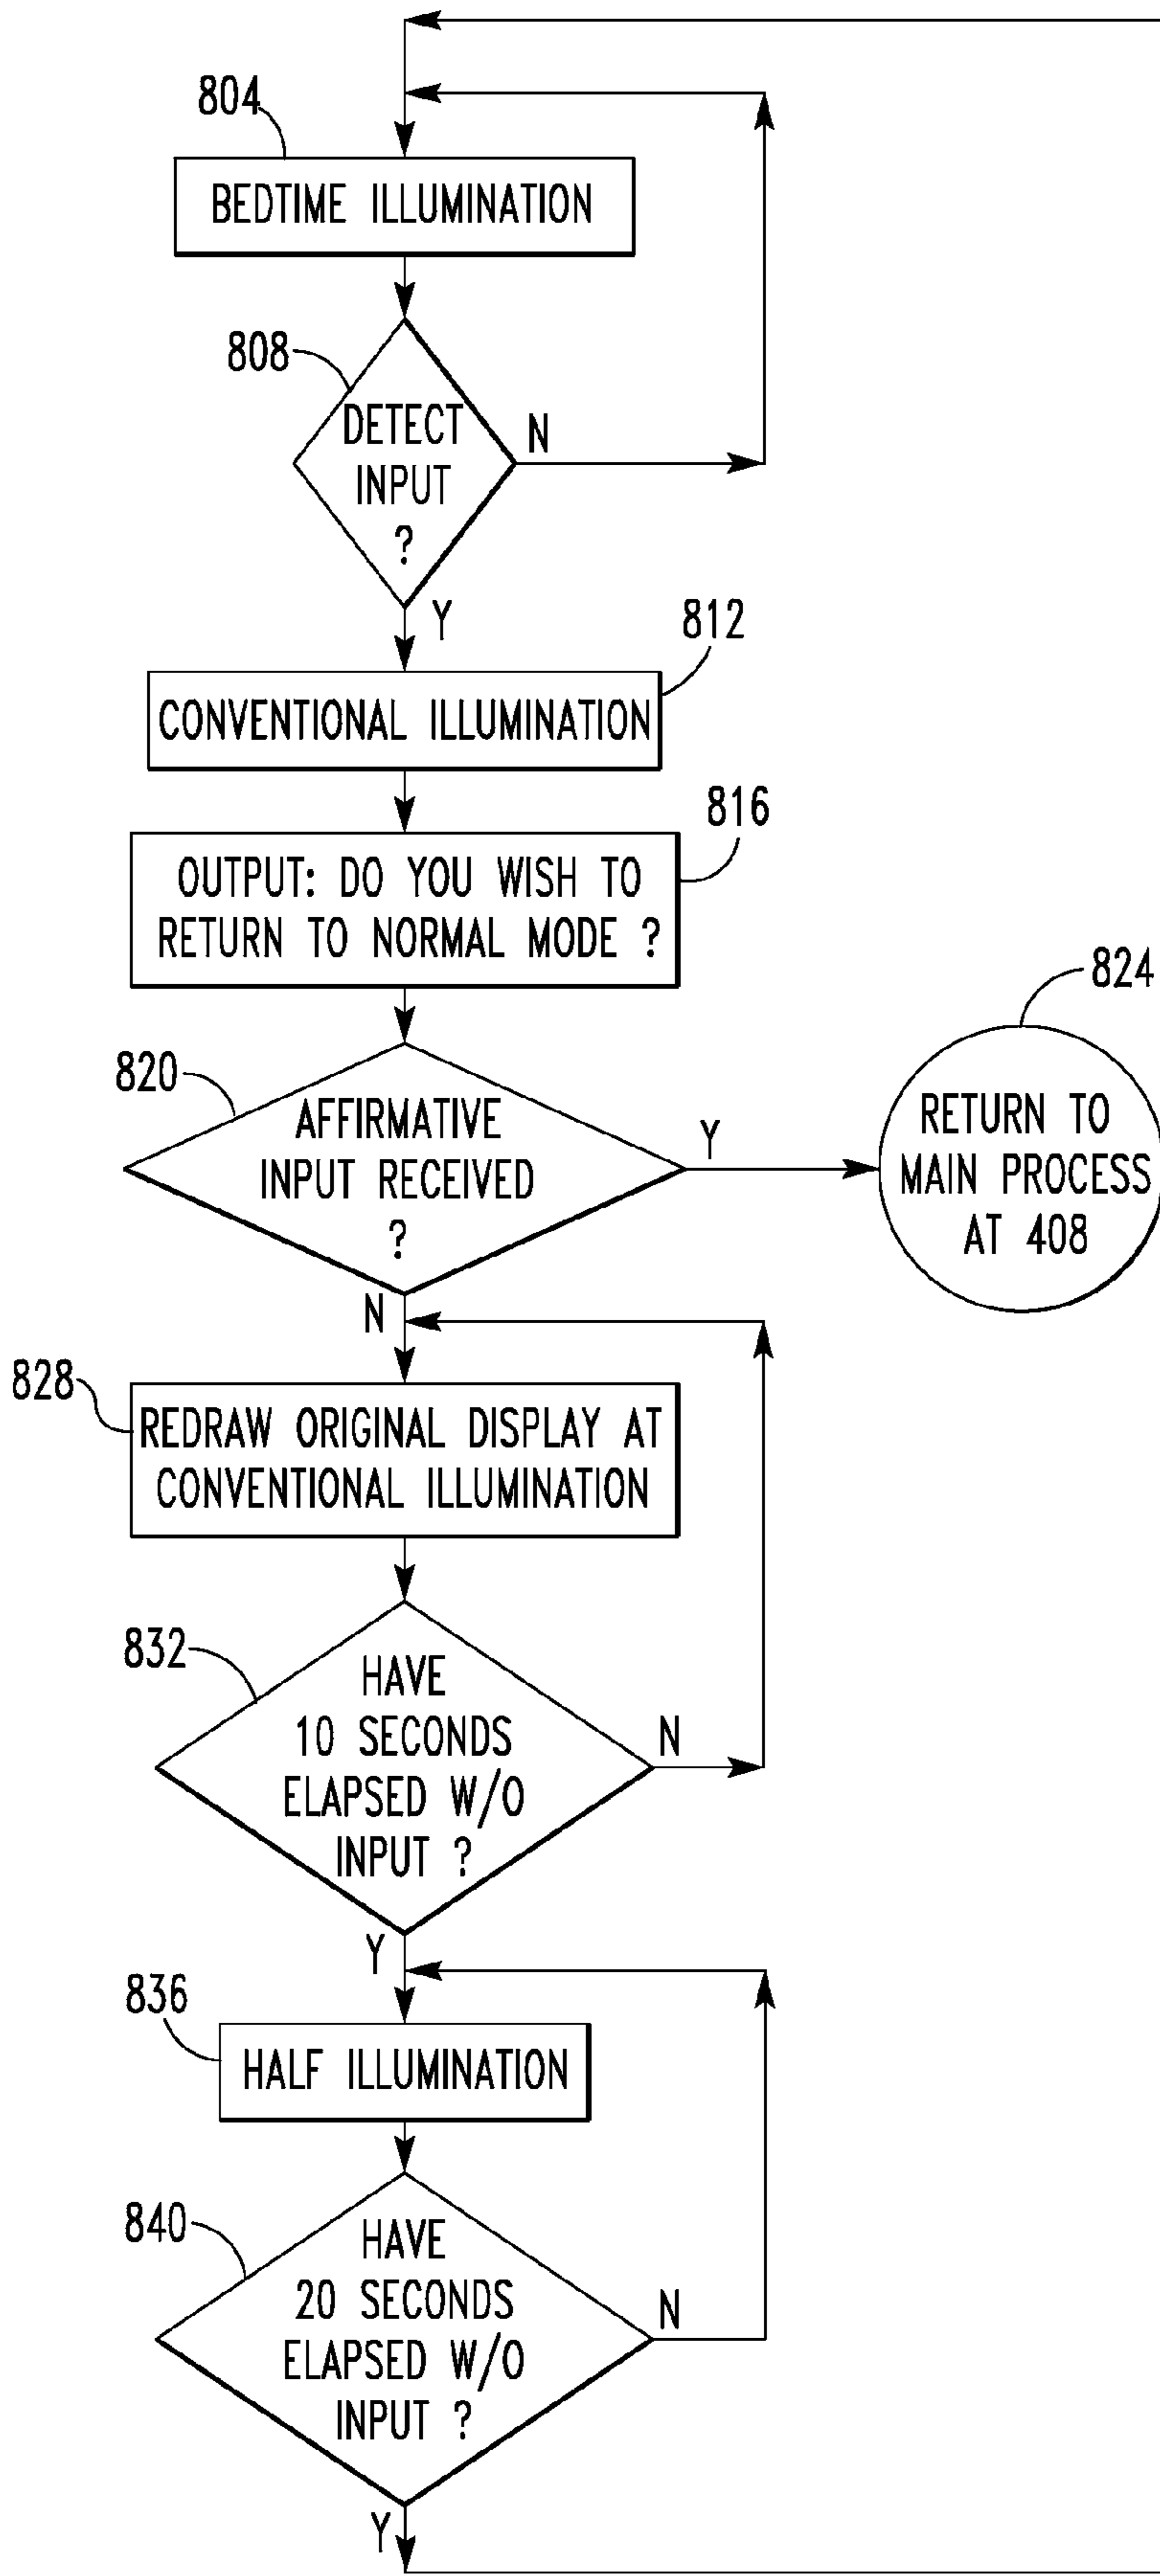 804
BEDTIME ILLUMINATION
808
DETECT
INPUT
?
N
Y
812
CONVENTIONAL ILLUMINATION
816
OUTPUT: DO YOU WISH TO
RETURN TO NORMAL MODE ?
820
AFFIRMATIVE
INPUT RECEIVED
?
Y
824
RETURN TO
MAIN PROCESS
AT 408
N
828
REDRAW ORIGINAL DISPLAY AT
CONVENTIONAL ILLUMINATION
832
HAVE
10 SECONDS
ELAPSED W/O
INPUT ?
N
Y
836
HALF ILLUMINATION
840
HAVE
20 SECONDS
ELAPSED W/O
INPUT ?
N
Y